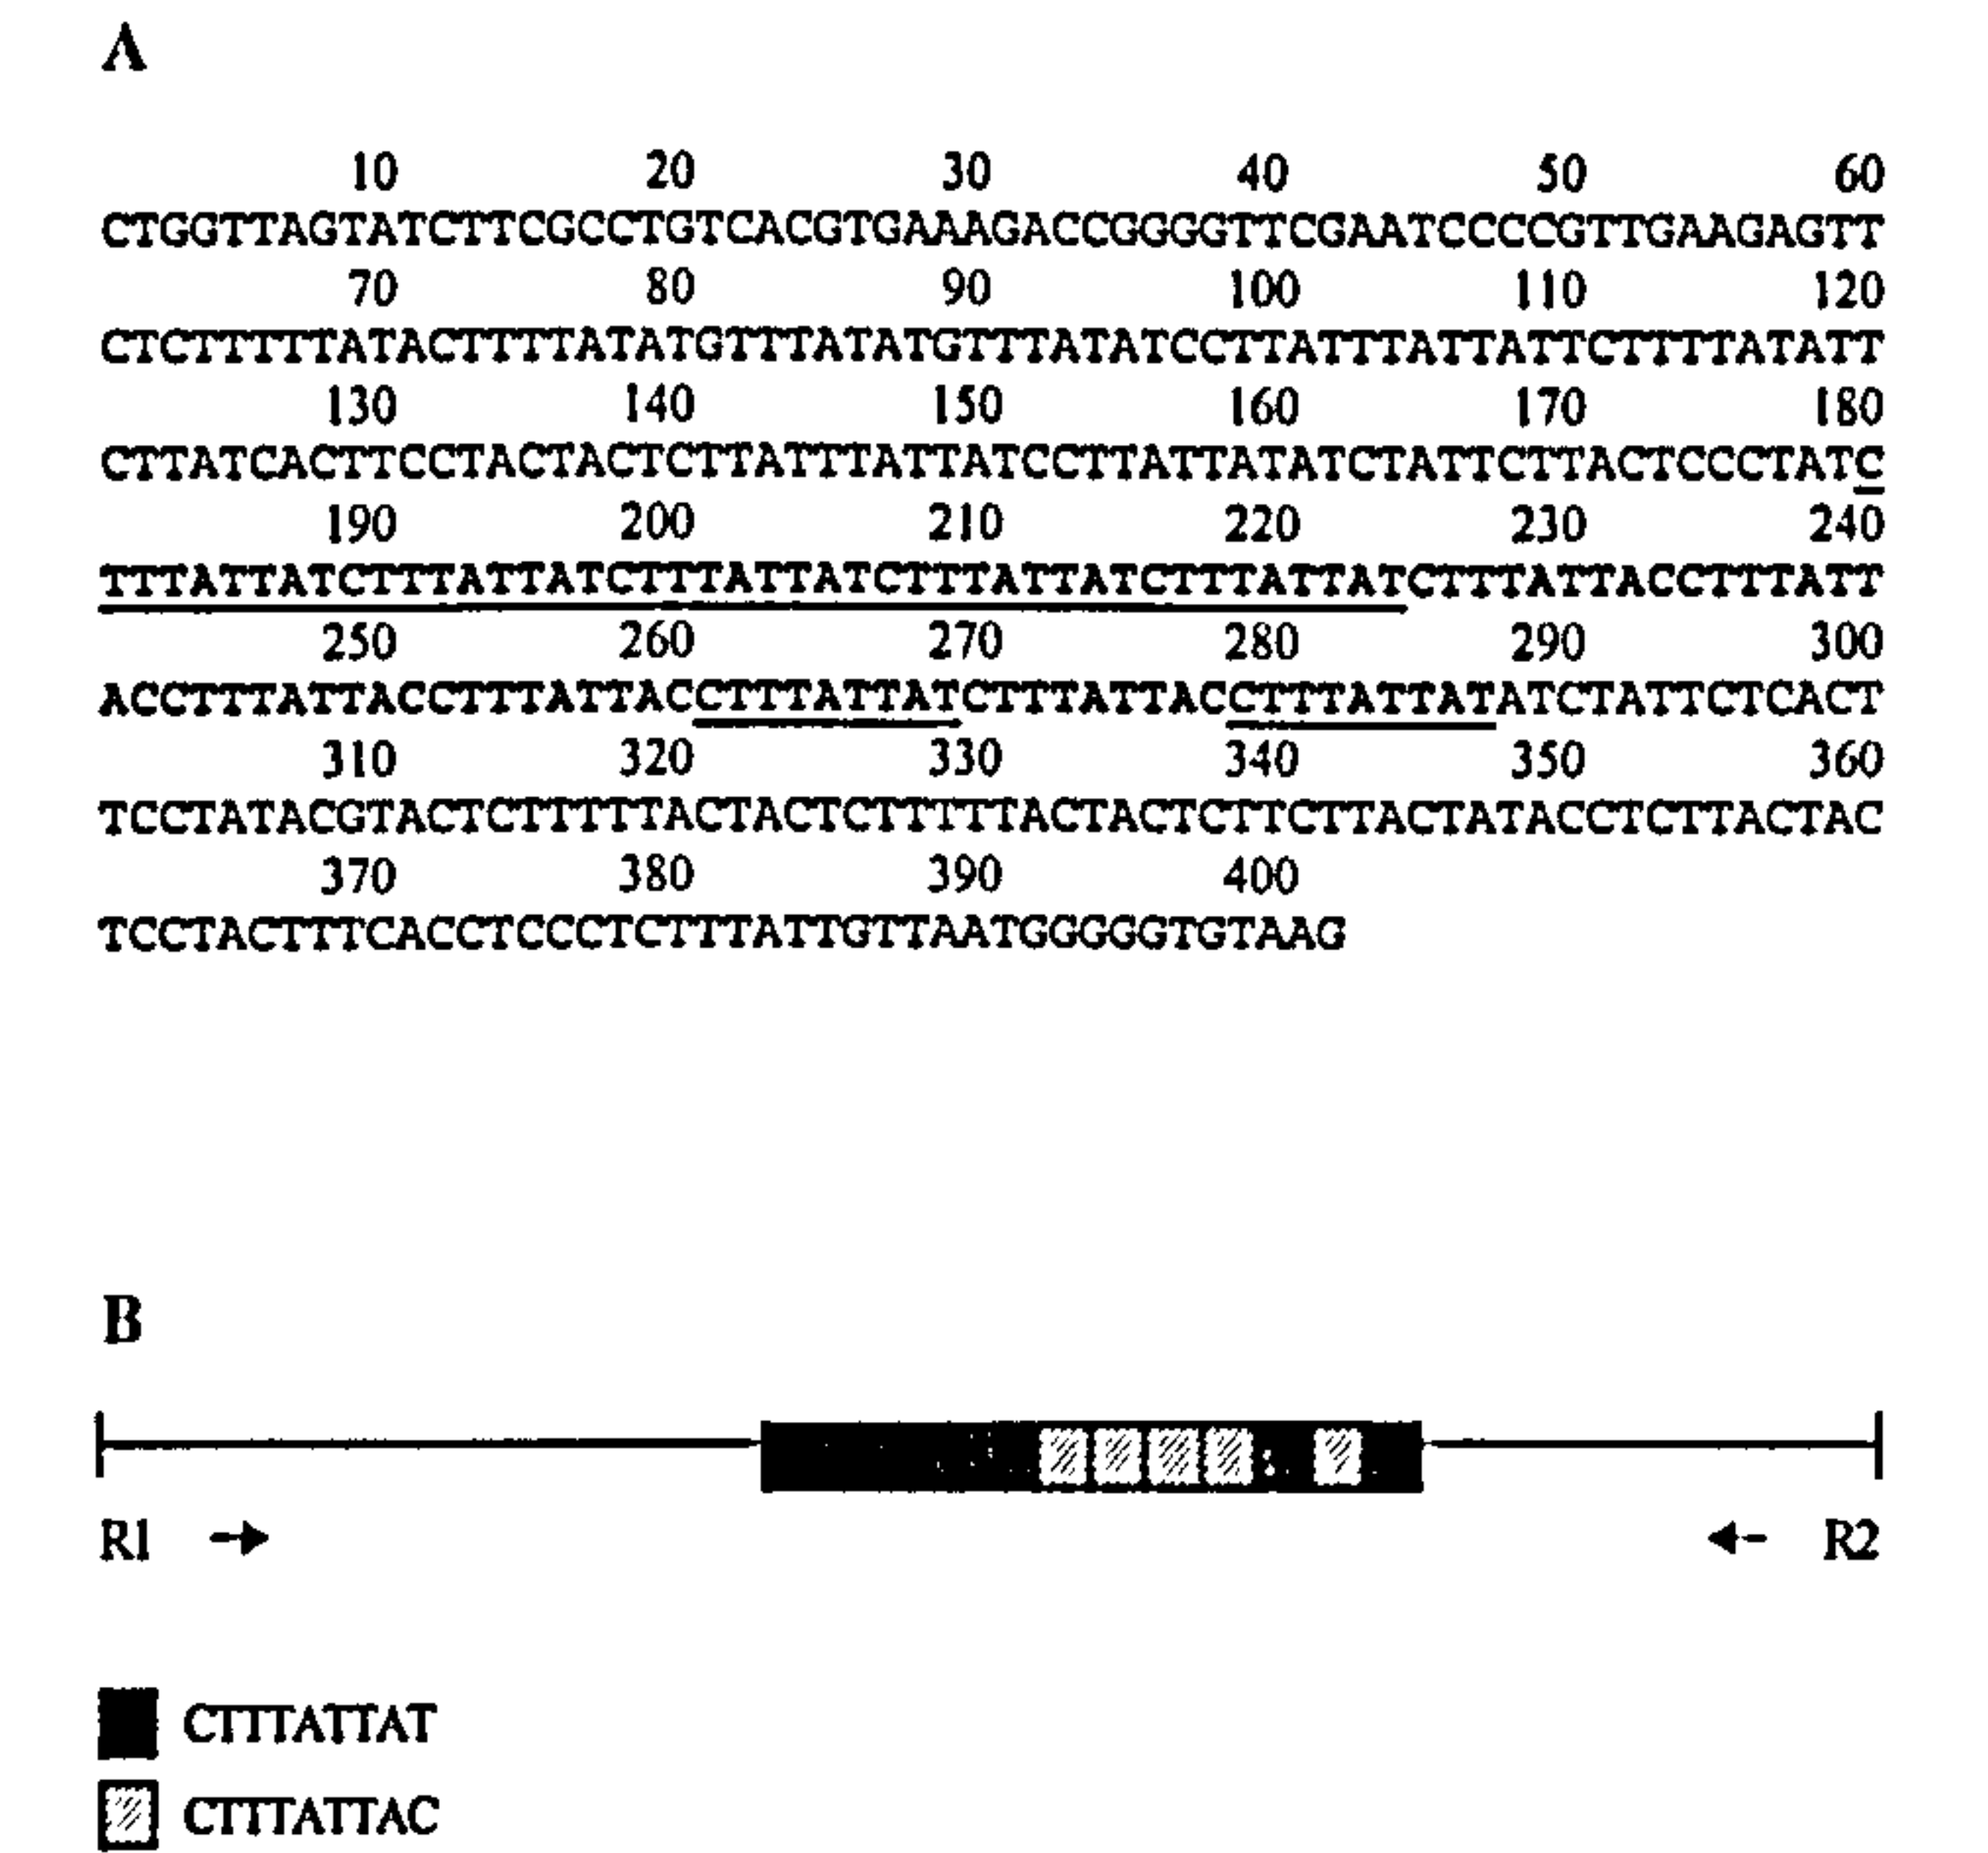 A
10 20 30 40 50 60
CTGGTTAGTATCTTCGCCTGTCACGTGAAAGACCGGGGTTCGAATCCCCGTTGAAGAGTT
70 80 90 100 110 120
CTCTTTTTATACTTTTATATGTTTATATGTTTATATCCTTATTTATTATTCTTTTATATT
130 140 150 160 170 180
CTTATCACTTCCTACTACTCTTATTTATTATCCTTATTATATCTATTCTTACTCCCTATC
190 200 210 220 230 240
TTTATTATCTTTATTATCTTTATTATCTTTATTATCTTTATTATCTTTATTACCTTTATT
250 260 270 280 290 300
ACCTTTATTACCTTTATTACCTTTATTATCTTTATTACCTTTATTATATCTATTCTCACT
310 320 330 340 350 360
TCCTATACGTACTCTTTTTACTACTCTTTTTACTACTCTTCTTACTATACCTCTTACTAC
370 380 390 400
TCCTACTTTCACCTCCCTCTTTATTGTTAATGGGGGTGTAAG
B
R1 R2
CTTTATTAT
CTTTATTAC